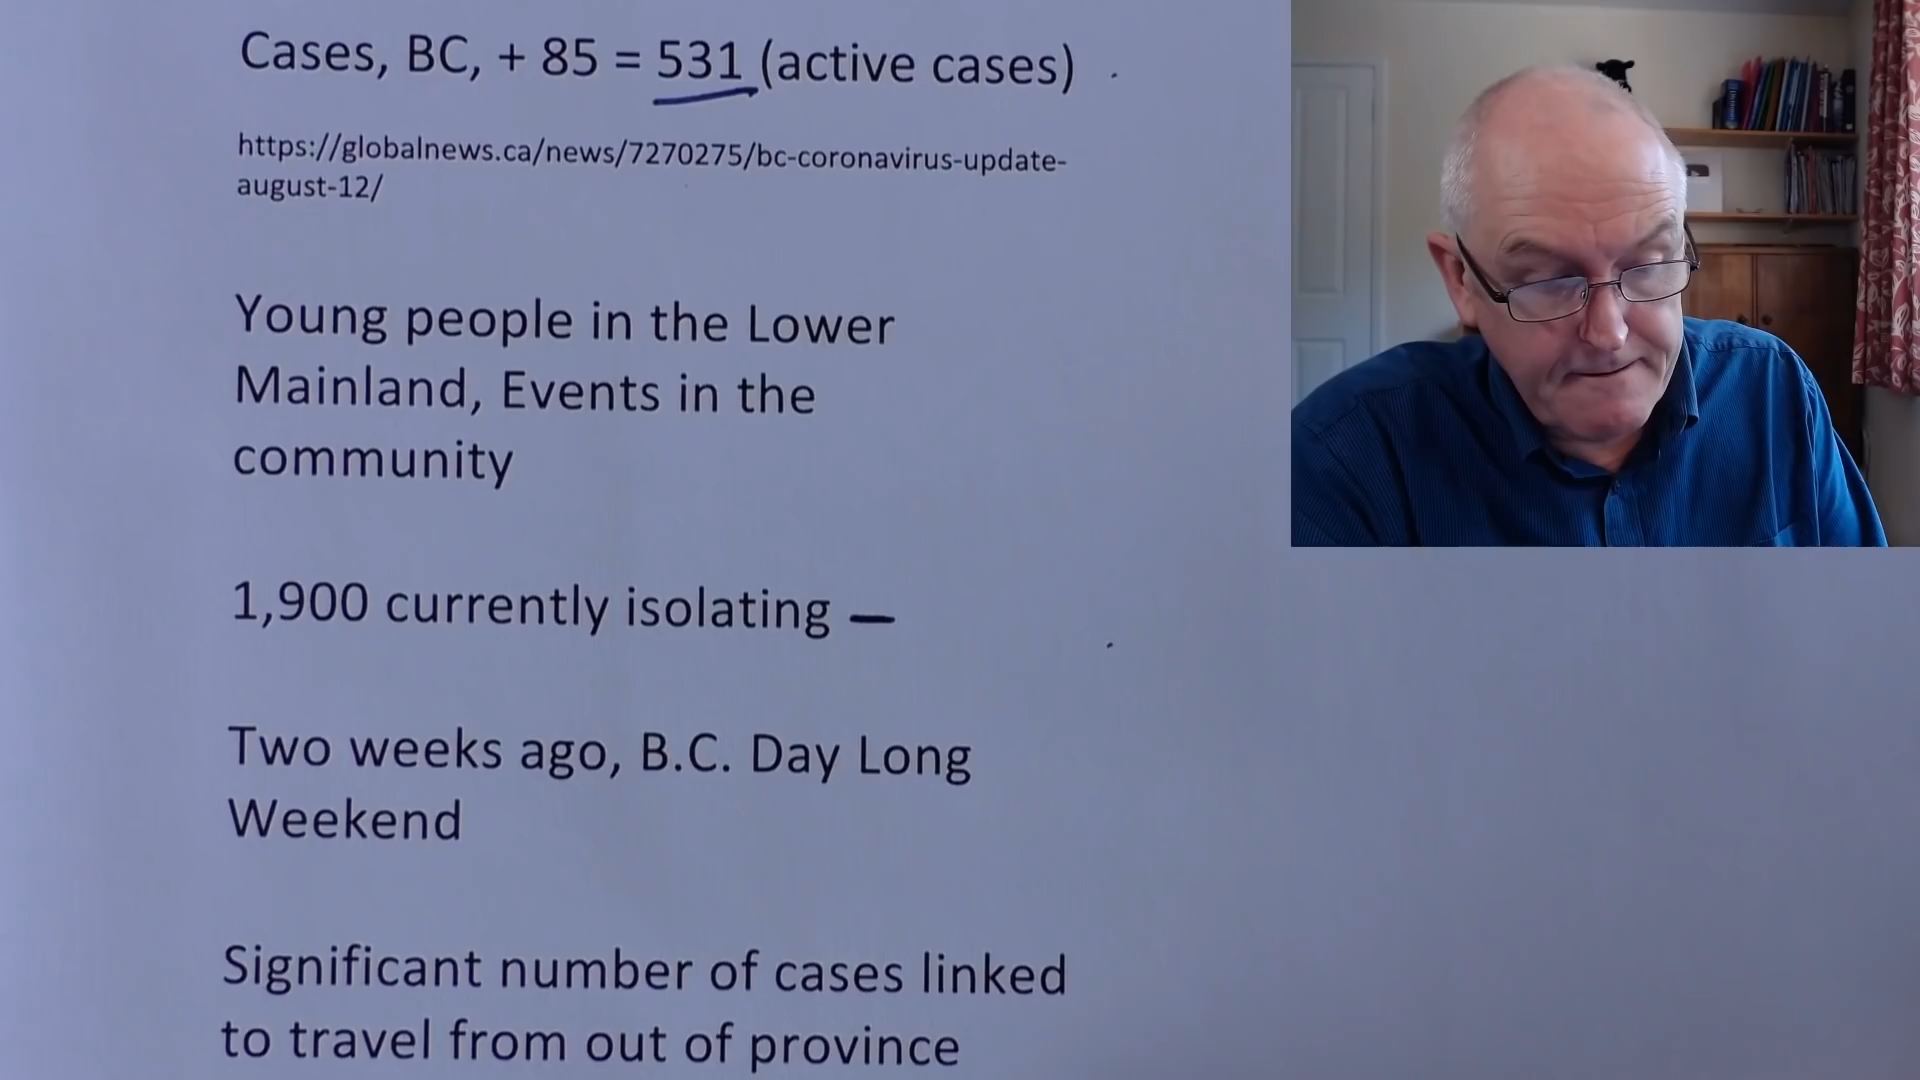 Cases, BC, + 85 = 531 (active cases)
https://globalnews.ca/news/7270275/bc-coronavirus-update-
august-12/
Young people in the Lower
Mainland, Events in the
community
1,900 currently isolating
Two weeks ago, B.C. Day Long
Weekend
Significant number of cases linked
to travel from out of province